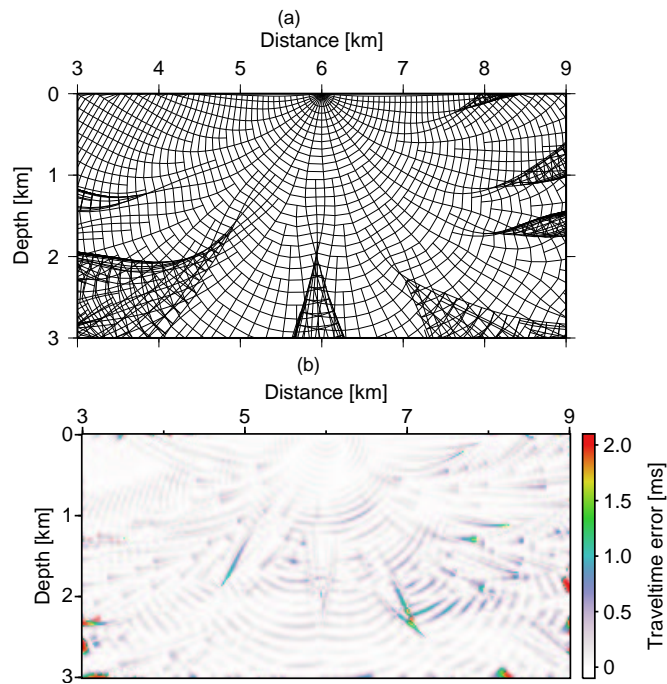 (a)
Distance [km]
3 4 5 6 7 8 9
0
1
2
3
Depth [km]
(b)
Distance [km]
3 5 7 9
0
1
2
3
Depth [km]
2.0
1.5
1.0
0.5
0
Traveltime error [ms]